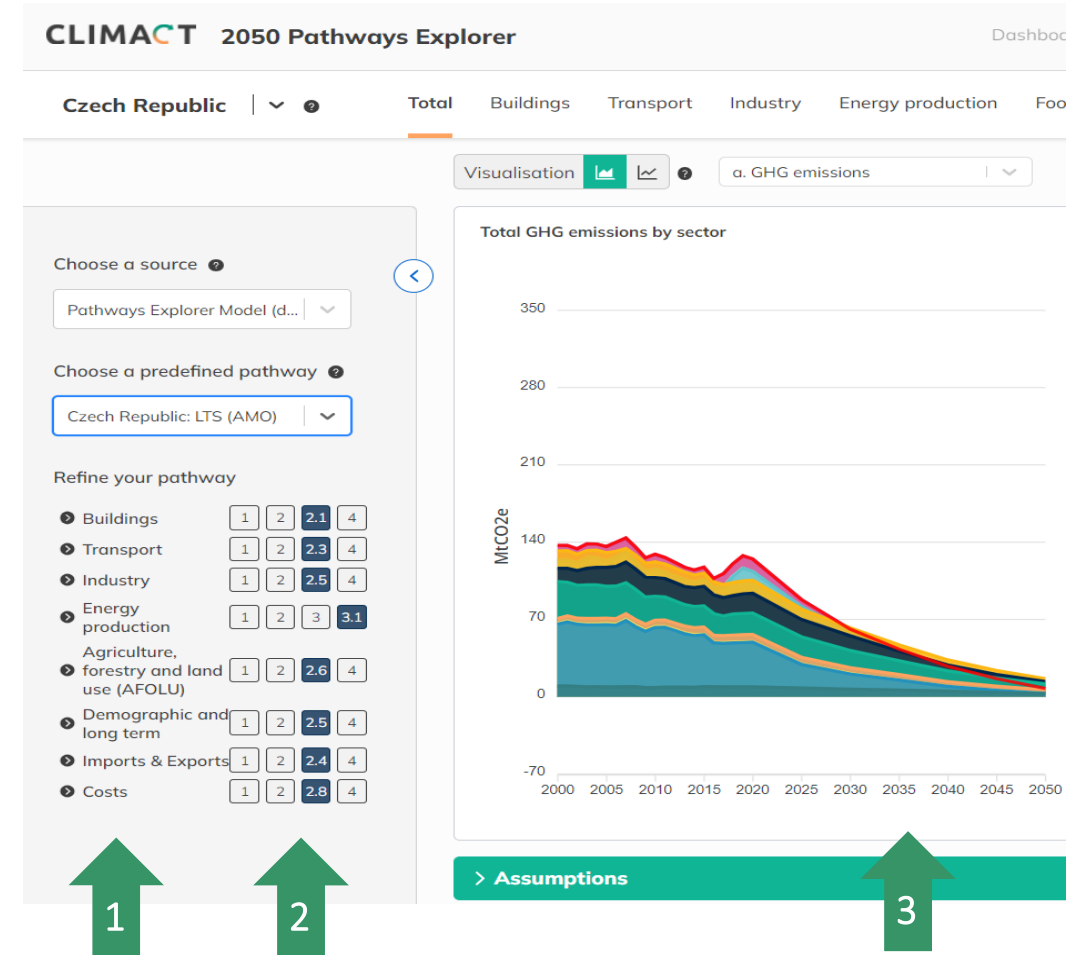 CLIMACT 2050 Pathways Explorer
Dashboa
Czech Republic
Total Buildings Transport Industry Energy production Foo
Visualisation
a. GHG emissions
Choose a source
Pathways Explorer Model (d...
Choose a predefined pathway
Czech Republic: LTS (AMO)
Refine your pathway
Buildings 1 2 2.1 4
Transport 1 2 2.3 4
Industry 1 2 2.5 4
Energy
production 1 2 3 3.1
Agriculture,
forestry and land
use (AFOLU) 1 2 2.6 4
Demographic and
long term 1 2 2.5 4
Imports & Exports 1 2 2.4 4
Costs 1 2 2.8 4
Total GHG emissions by sector
MtCO2e
350
280
210
140
70
0
-70
2000 2005 2010 2015 2020 2025 2030 2035 2040 2045 2050
Assumptions
1
2
3